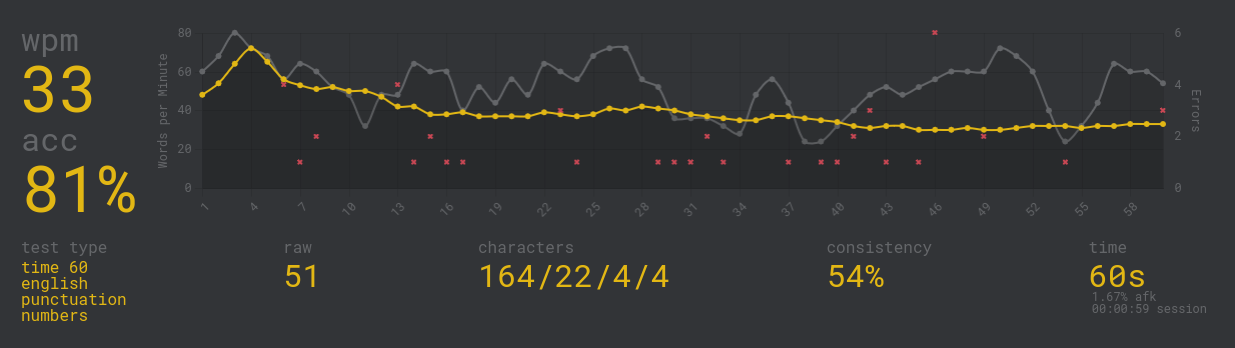 wpm
33
acc
81%
Words per Minute
80
60
40
20
0
6
4
2
0
Errors
1 4 7 10 13 16 19 22 25 28 31 34 37 40 43 46 49 52 55 58
test type
time 60
english
punctuation
numbers
raw
51
characters
164/22/4/4
consistency
54%
time
60s
1.67% afk
00:00:59 session